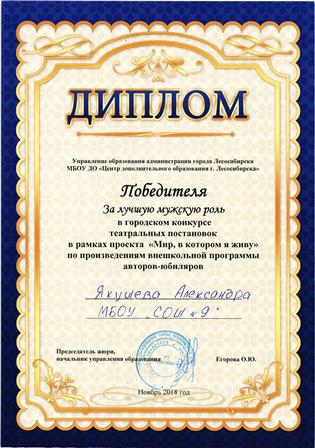 ДИПЛОМ
Управление образования администрации города Лесосибирска
МБОУ ДО «Центр дополнительного образования г. Лесосибирска»
Победителя
За лучшую мужскую роль
в городском конкурсе
театральных постановок
в рамках проекта «Мир, в котором я живу»
по произведениям внешкольной программы
авторов-юбиляров
Якушева Александра
МБОУ „СОШ №9"
Председатель жюри,
начальник управления образования Егорова О.Ю.
Ноябрь 2018 год